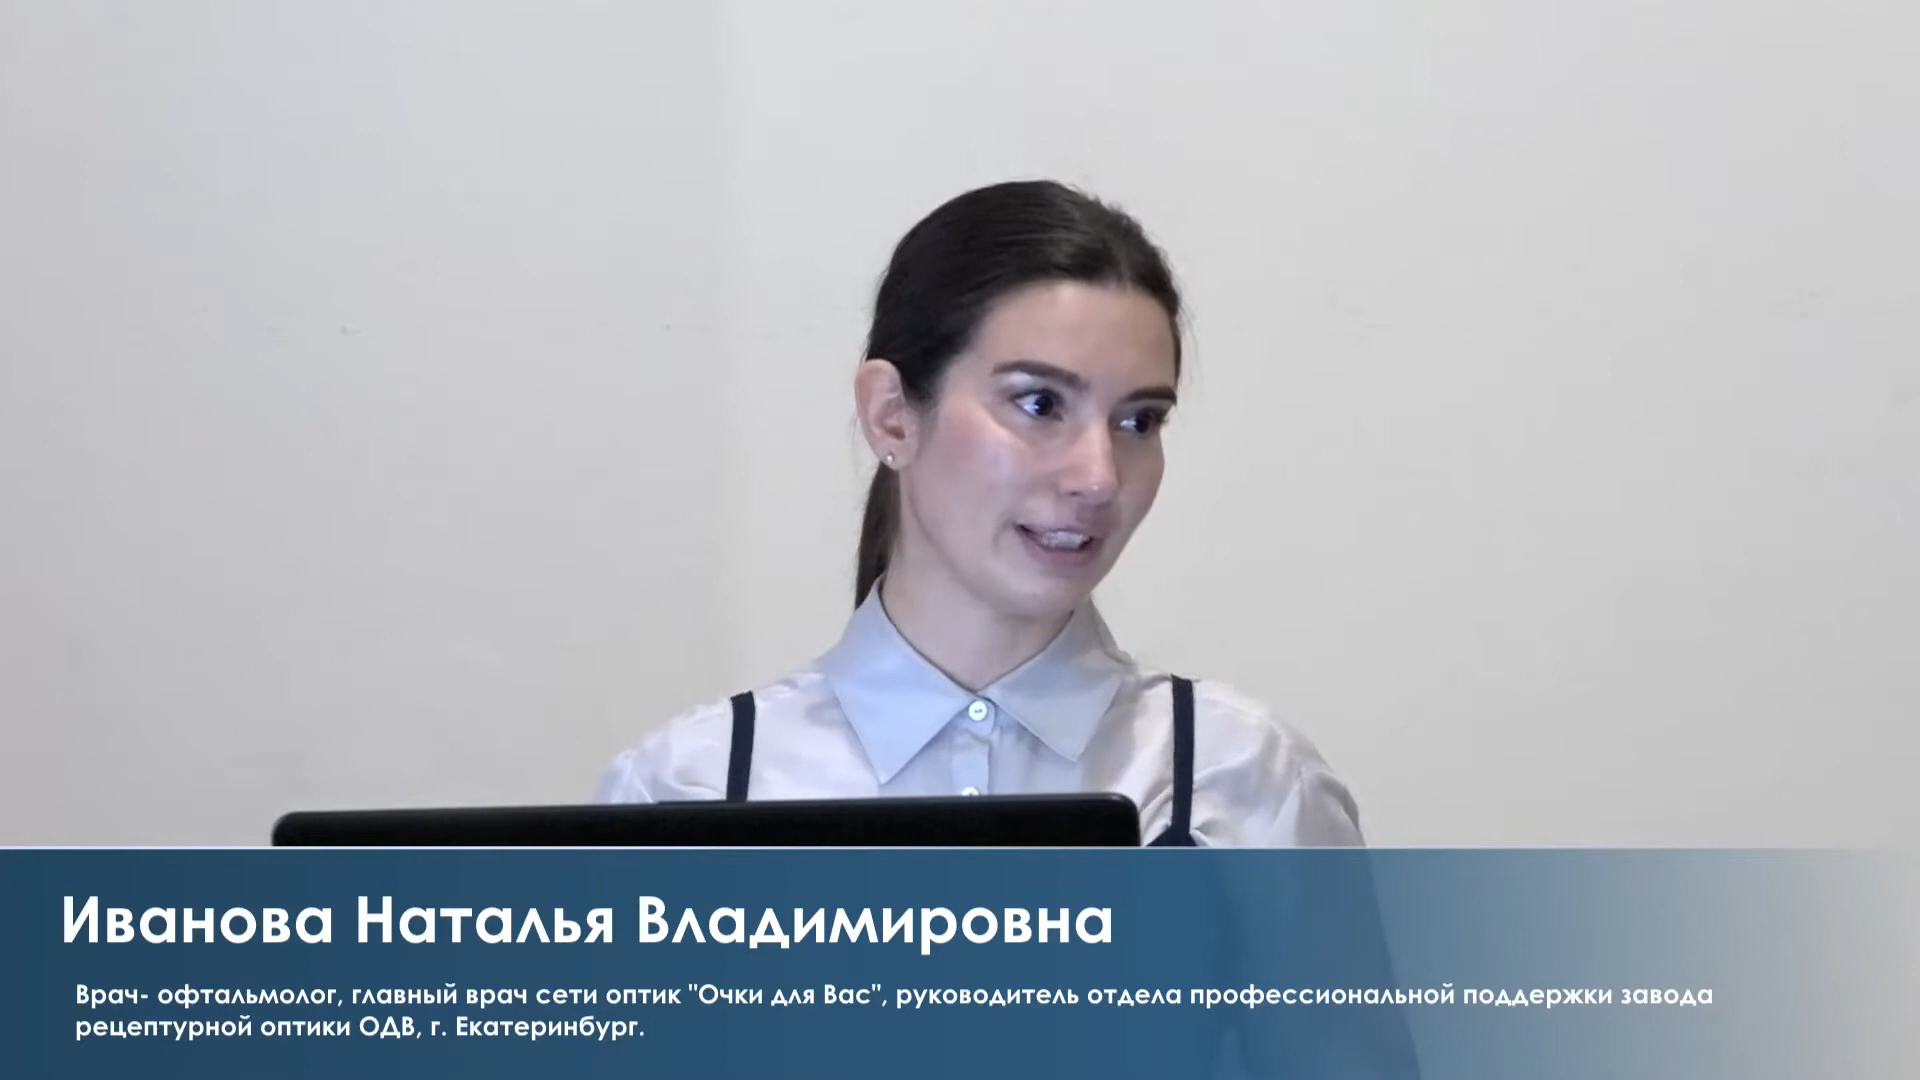 Иванова Наталья Владимировна
Врач- офтальмолог, главный врач сети оптик "Очки для Вас", руководитель отдела профессиональной поддержки завода
рецептурной оптики ОДВ, г. Екатеринбург.